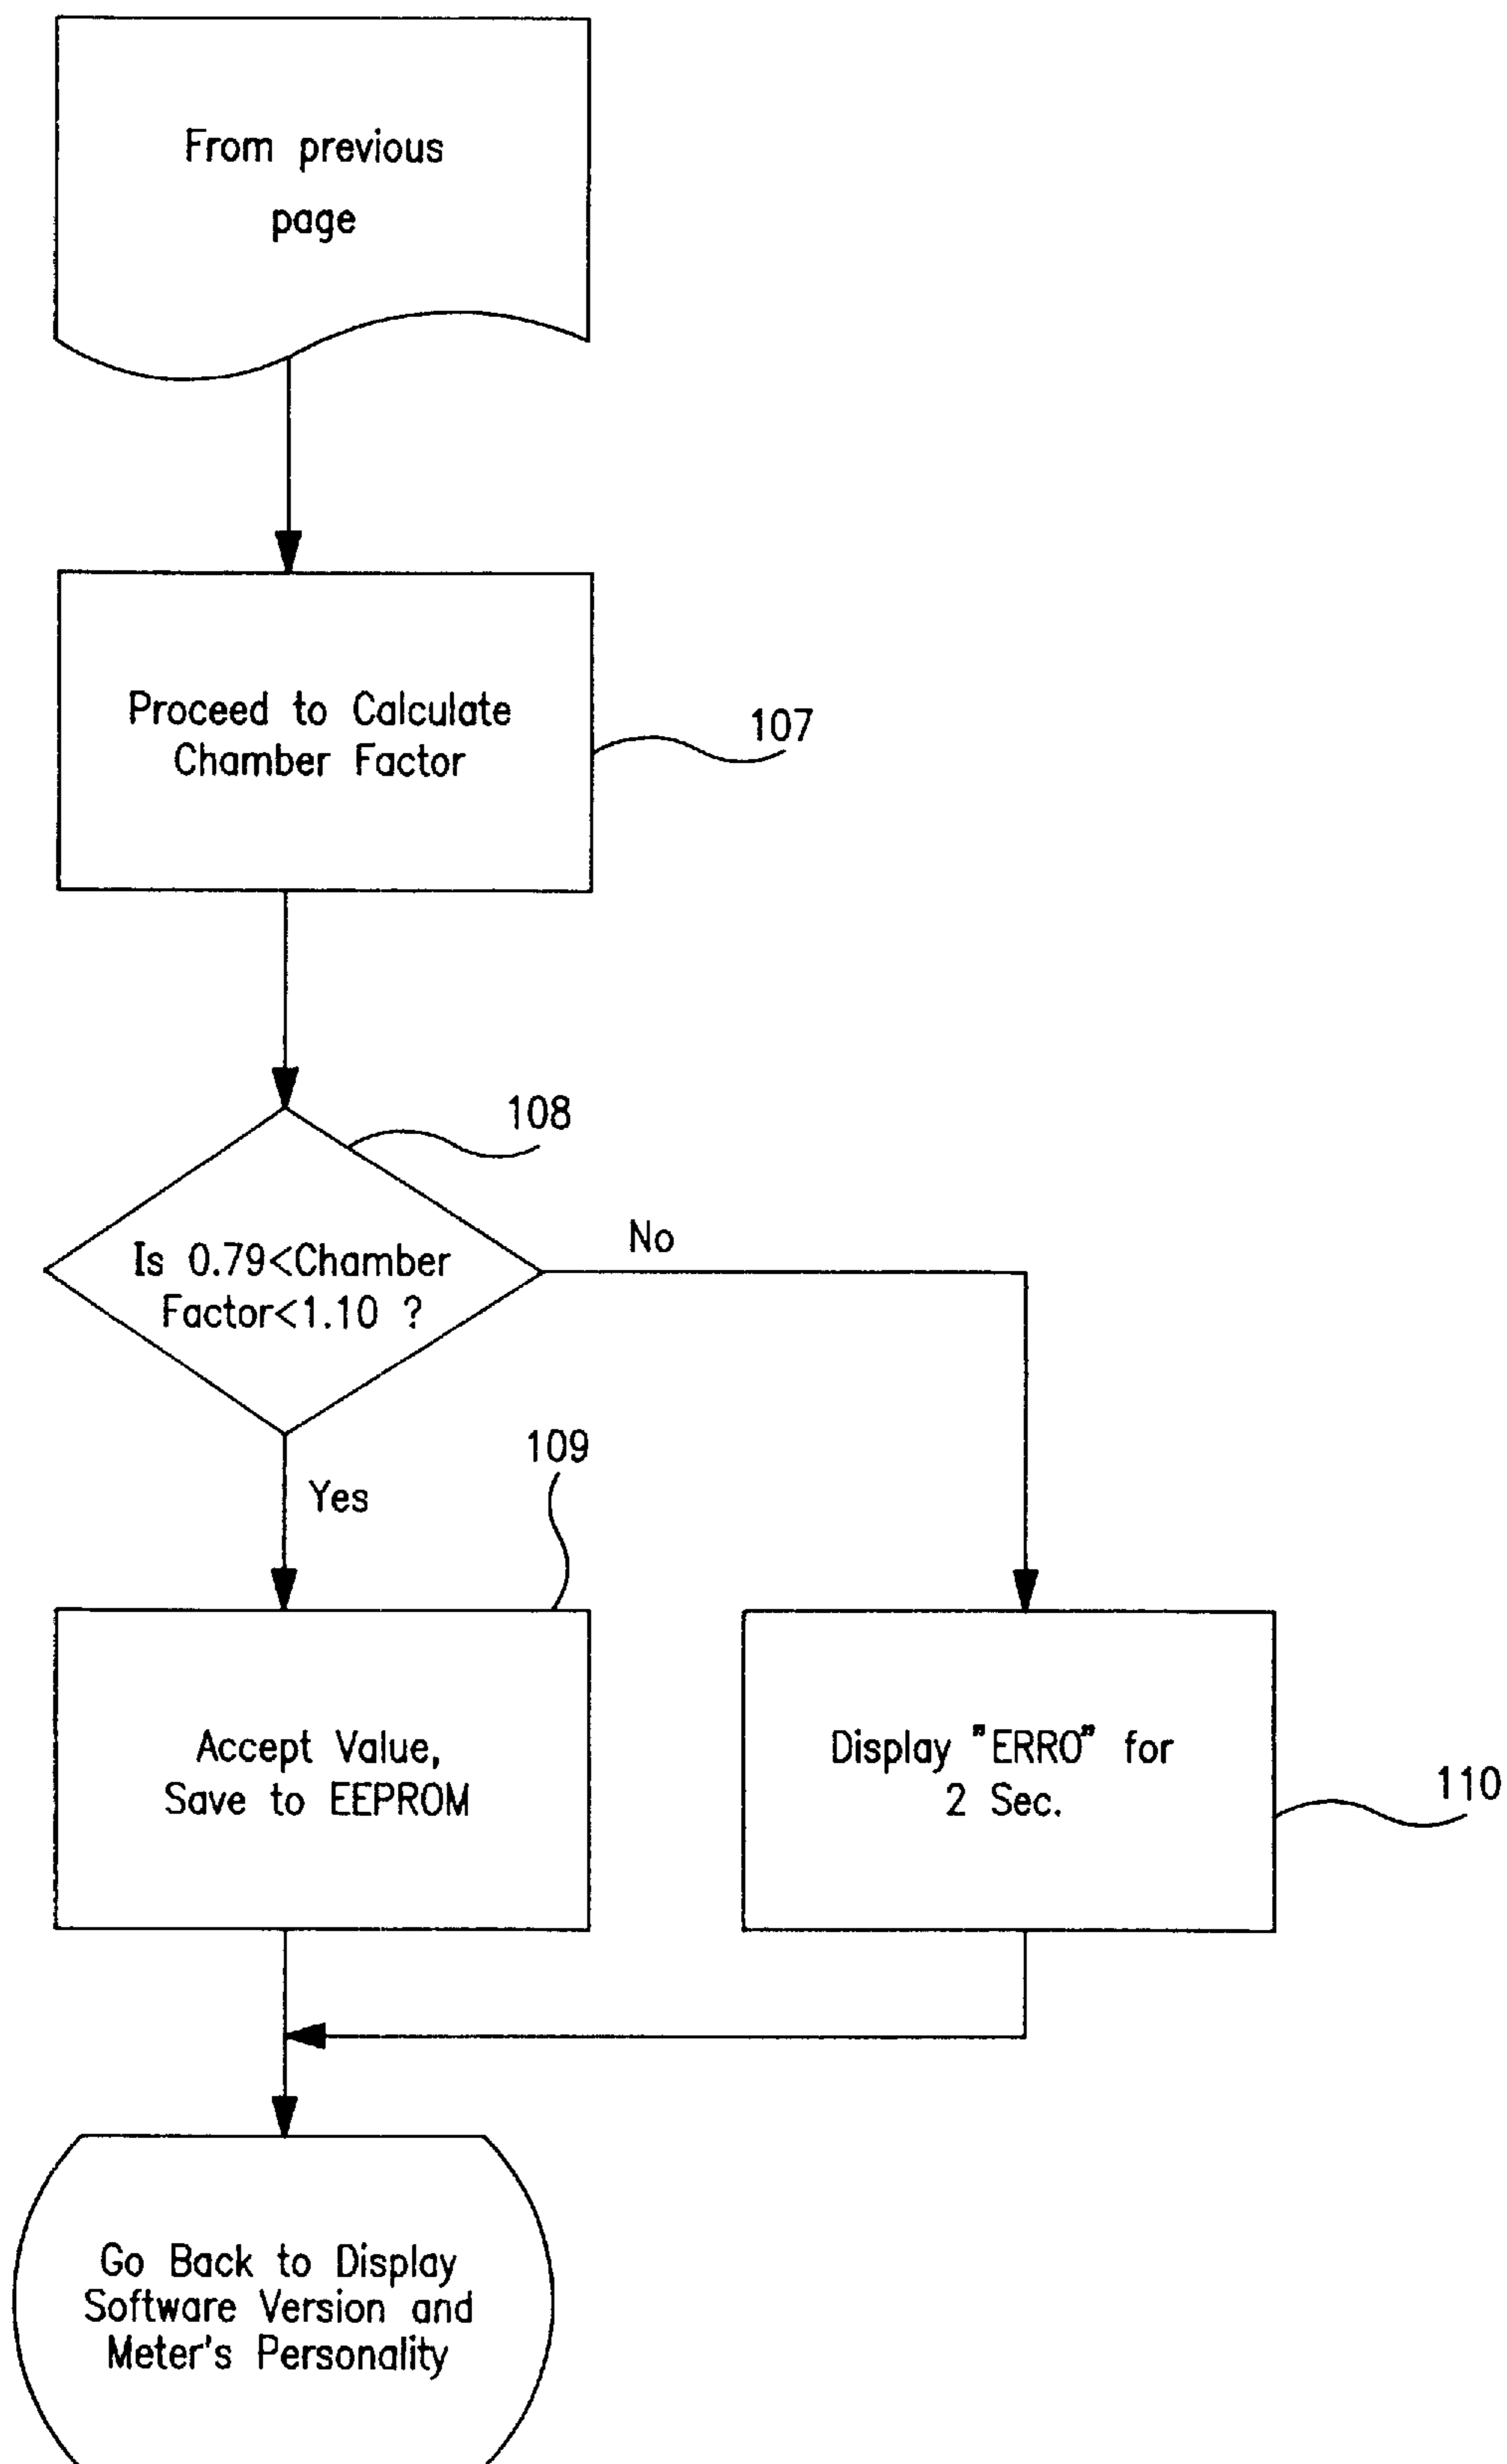 From previous
page
Proceed to Calculate
Chamber Factor
107
108
Is 0.79<Chamber
Factor<1.10 ?
No
Yes
109
Accept Value,
Save to EEPROM
Display "ERRO" for
2 Sec.
110
Go Back to Display
Software Version and
Meter's Personality